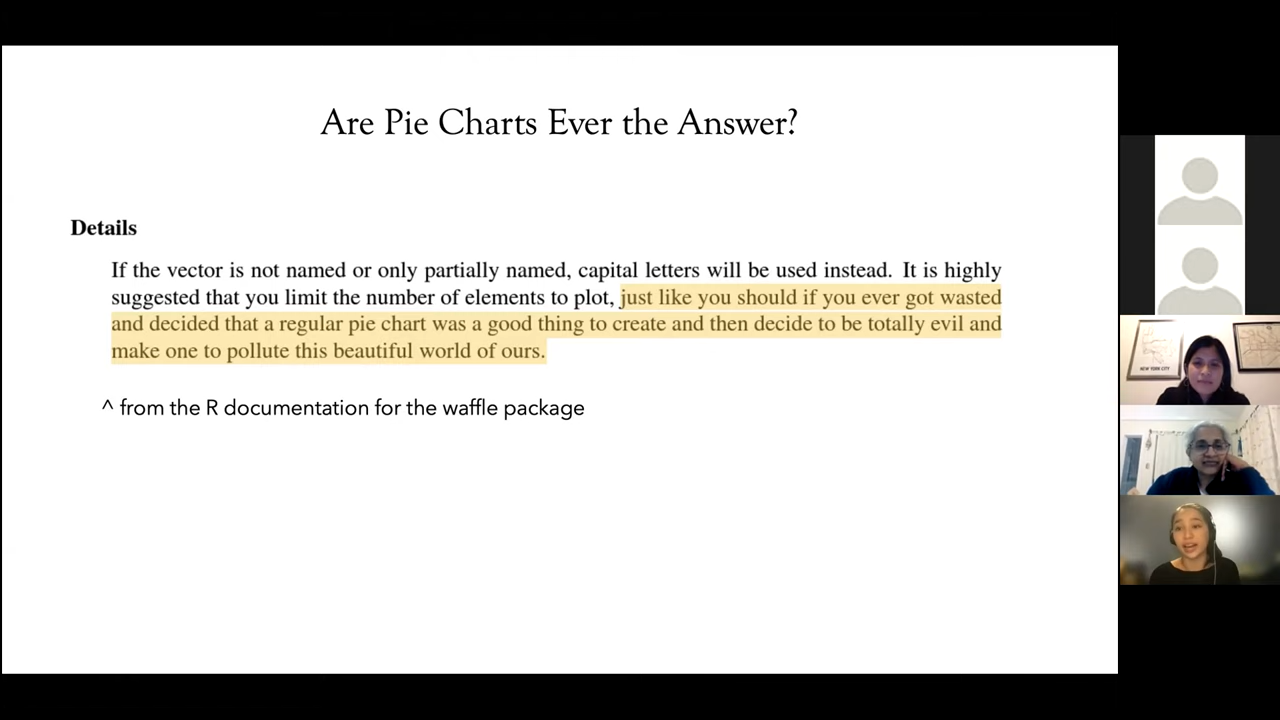 Are Pie Charts Ever the Answer?
Details
If the vector is not named or only partially named, capital letters will be used instead. It is highly
suggested that you limit the number of elements to plot, just like you should if you ever got wasted
and decided that a regular pie chart was a good thing to create and then decide to be totally evil and
make one to pollute this beautiful world of ours.
^ from the R documentation for the waffle package
NEW YORK CITY